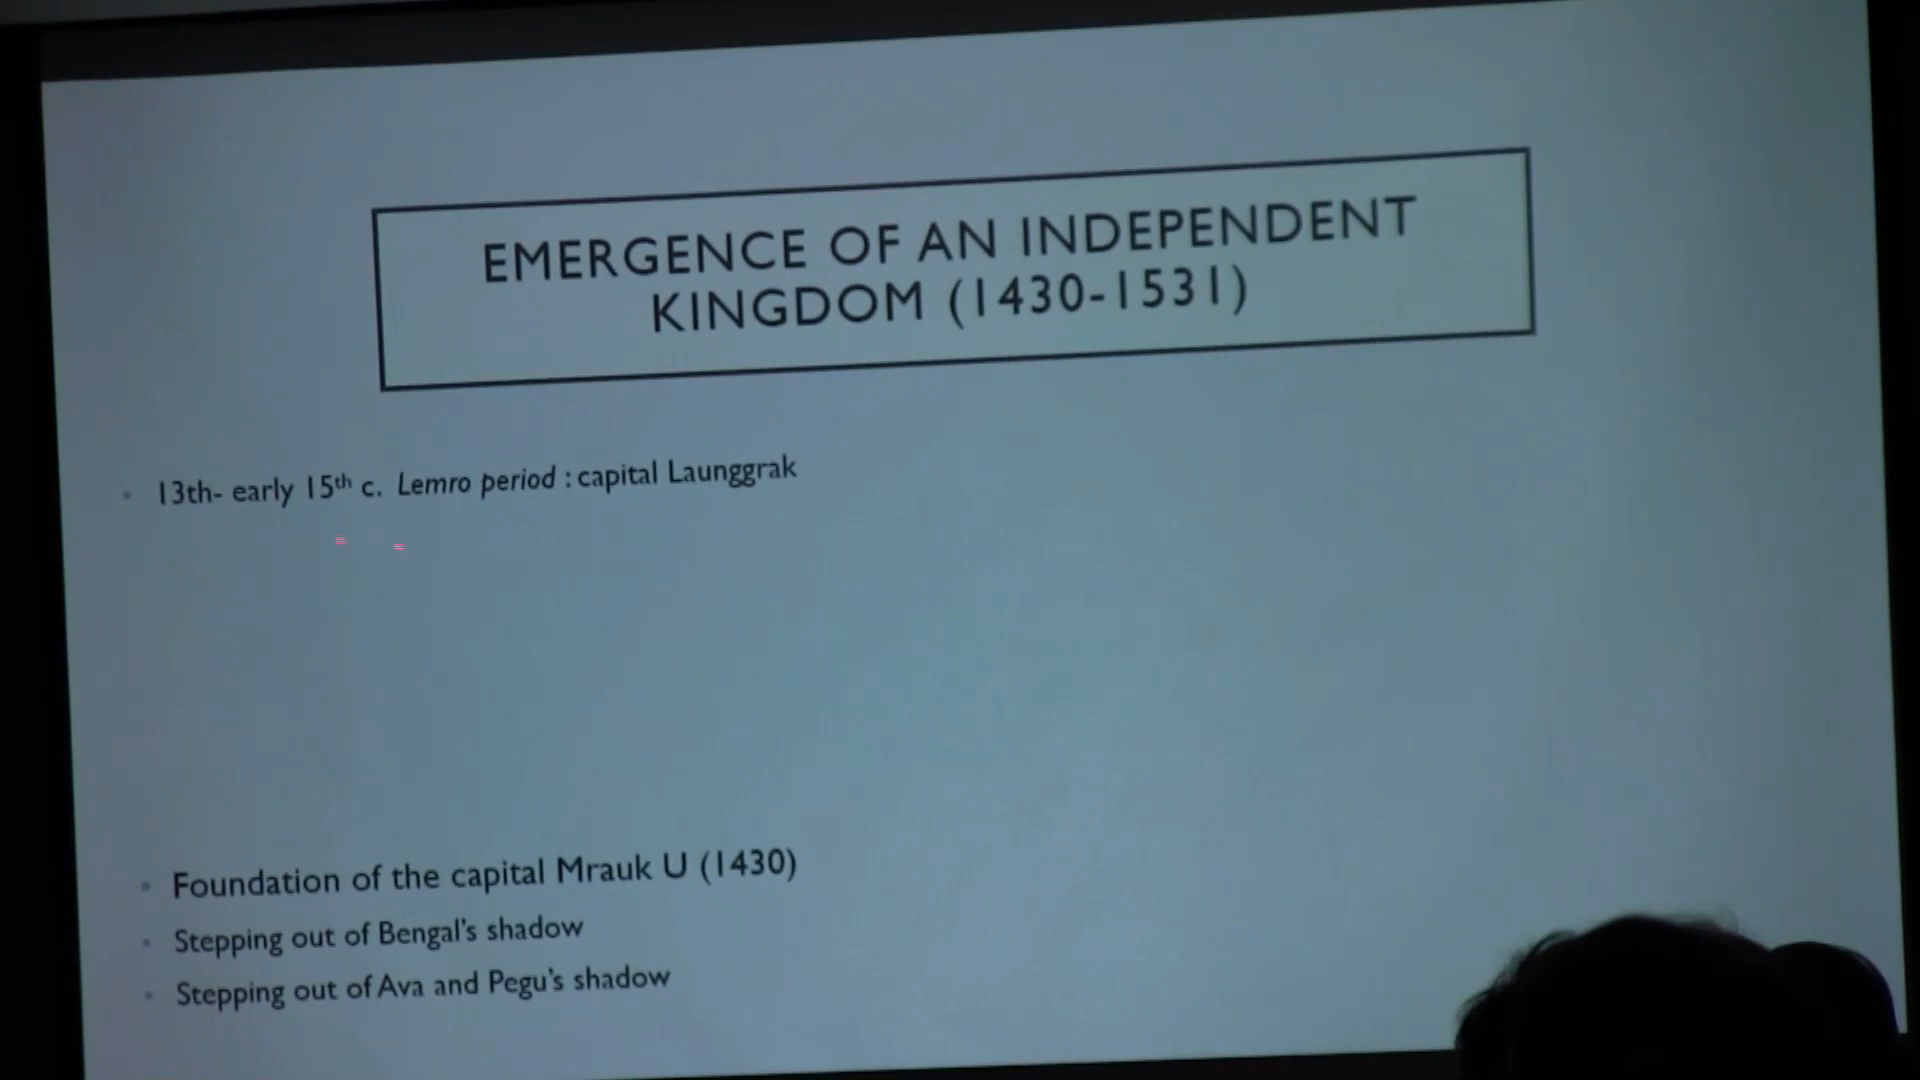 EMERGENCE OF AN INDEPENDENT
KINGDOM (1430-1531)
13th- early 15th c. Lemro period : capital Launggrak
Foundation of the capital Mrauk U (1430)
Stepping out of Bengal's shadow
Stepping out of Ava and Pegu's shadow